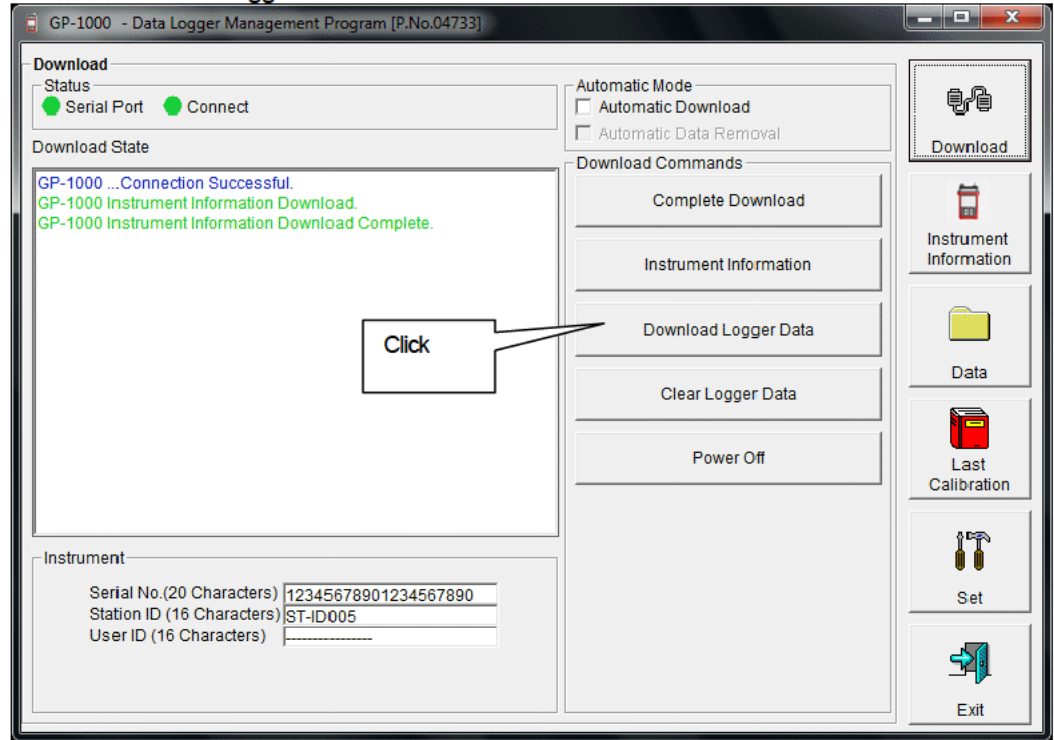 gg
GP-1000 - Data Logger Management Program [P.No.04733]
Download
Status
Serial Port Connect
Download State
GP-1000 ...Connection Successful.
GP-1000 Instrument Information Download.
GP-1000 Instrument Information Download Complete.
Click
Instrument
Serial No.(20 Characters) 12345678901234567890
Station ID (16 Characters) ST-ID005
User ID (16 Characters) ----------------
Automatic Mode
Automatic Download
Automatic Data Removal
Download Commands
Complete Download
Instrument Information
Download Logger Data
Clear Logger Data
Power Off
Download
Instrument
Information
Data
Last
Calibration
Set
Exit